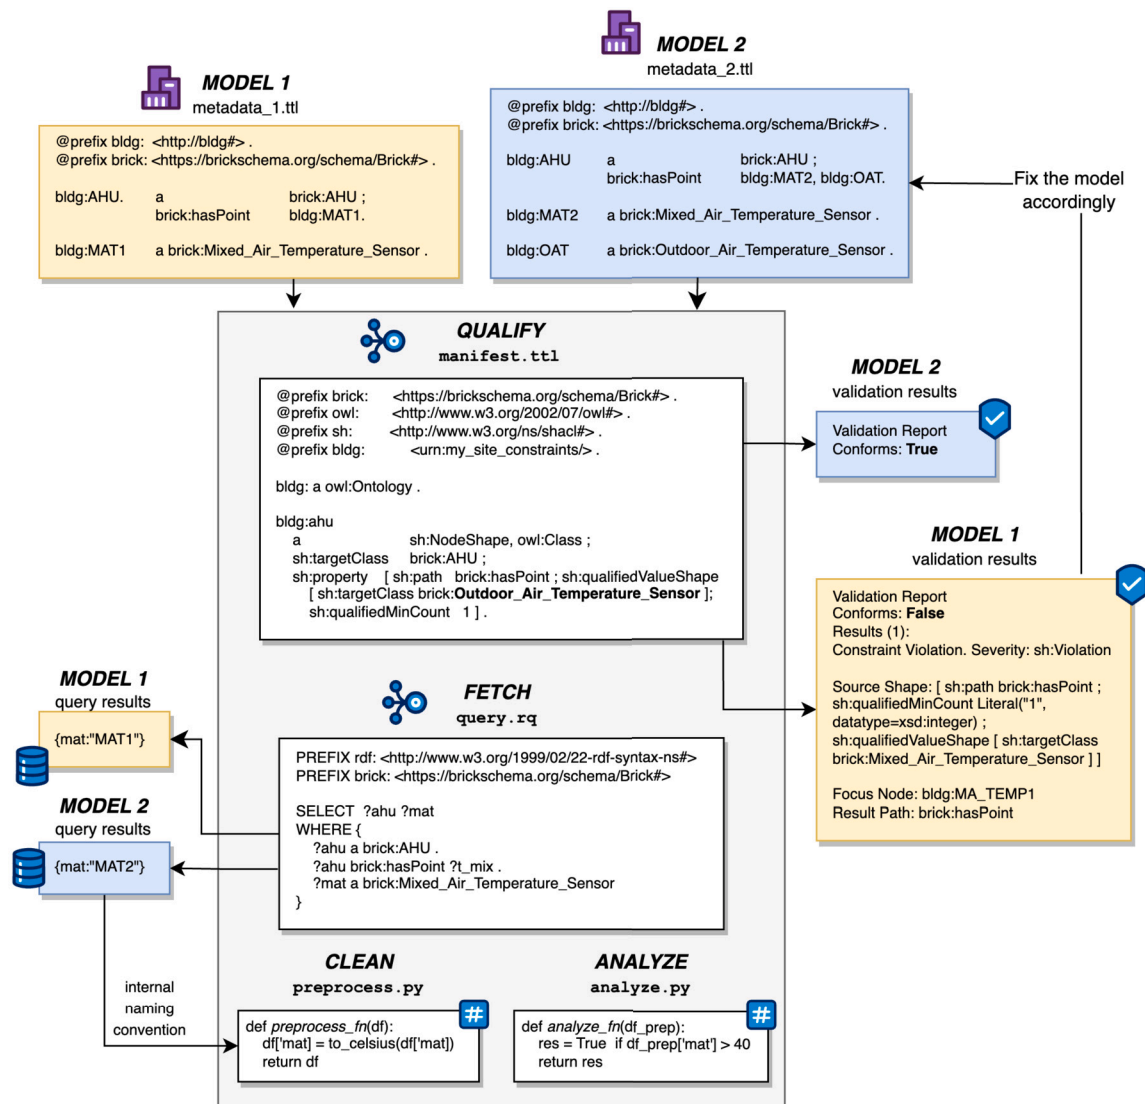 MODEL 1
metadata_1.ttl
@prefix bldg: <http://bldg#> .
@prefix brick: <https://brickschema.org/schema/Brick#> .
bldg:AHU. a brick:AHU ;
brick:hasPoint bldg:MAT1.
bldg:MAT1 a brick:Mixed_Air_Temperature_Sensor .
MODEL 2
metadata_2.ttl
@prefix bldg: <http://bldg#> .
@prefix brick: <https://brickschema.org/schema/Brick#> .
bldg:AHU a brick:AHU ;
brick:hasPoint bldg:MAT2, bldg:OAT.
bldg:MAT2 a brick:Mixed_Air_Temperature_Sensor .
bldg:OAT a brick:Outdoor_Air_Temperature_Sensor .
Fix the model
accordingly
QUALIFY
manifest.ttl
@prefix brick: <https://brickschema.org/schema/Brick#> .
@prefix owl: <http://www.w3.org/2002/07/owl#> .
@prefix sh: <http://www.w3.org/ns/shacl#> .
@prefix bldg: <urn:my_site_constraints/> .
bldg: a owl:Ontology .
bldg:ahu
a sh:NodeShape, owl:Class ;
sh:targetClass brick:AHU ;
sh:property [ sh:path brick:hasPoint ; sh:qualifiedValueShape
[ sh:targetClass brick:Outdoor_Air_Temperature_Sensor ];
sh:qualifiedMinCount 1 ] .
MODEL 2
validation results
Validation Report
Conforms: True
MODEL 1
validation results
Validation Report
Conforms: False
Results (1):
Constraint Violation. Severity: sh:Violation
Source Shape: [ sh:path brick:hasPoint ;
sh:qualifiedMinCount Literal("1",
datatype=xsd:integer) ;
sh:qualifiedValueShape [ sh:targetClass
brick:Mixed_Air_Temperature_Sensor ] ]
Focus Node: bldg:MA_TEMP1
Result Path: brick:hasPoint
FETCH
query.rq
PREFIX rdf: <http://www.w3.org/1999/02/22-rdf-syntax-ns#>
PREFIX brick: <https://brickschema.org/schema/Brick#>
SELECT ?ahu ?mat
WHERE {
?ahu a brick:AHU .
?ahu brick:hasPoint ?t_mix .
?mat a brick:Mixed_Air_Temperature_Sensor
}
MODEL 1
query results
{mat:"MAT1"}
MODEL 2
query results
{mat:"MAT2"}
internal
naming
convention
CLEAN
preprocess.py
#
def preprocess_fn(df):
df['mat] = to_celsius(df['mat])
return df
ANALYZE
analyze.py
#
def analyze_fn(df_prep):
res = True if df_prep['mat'] > 40
return res